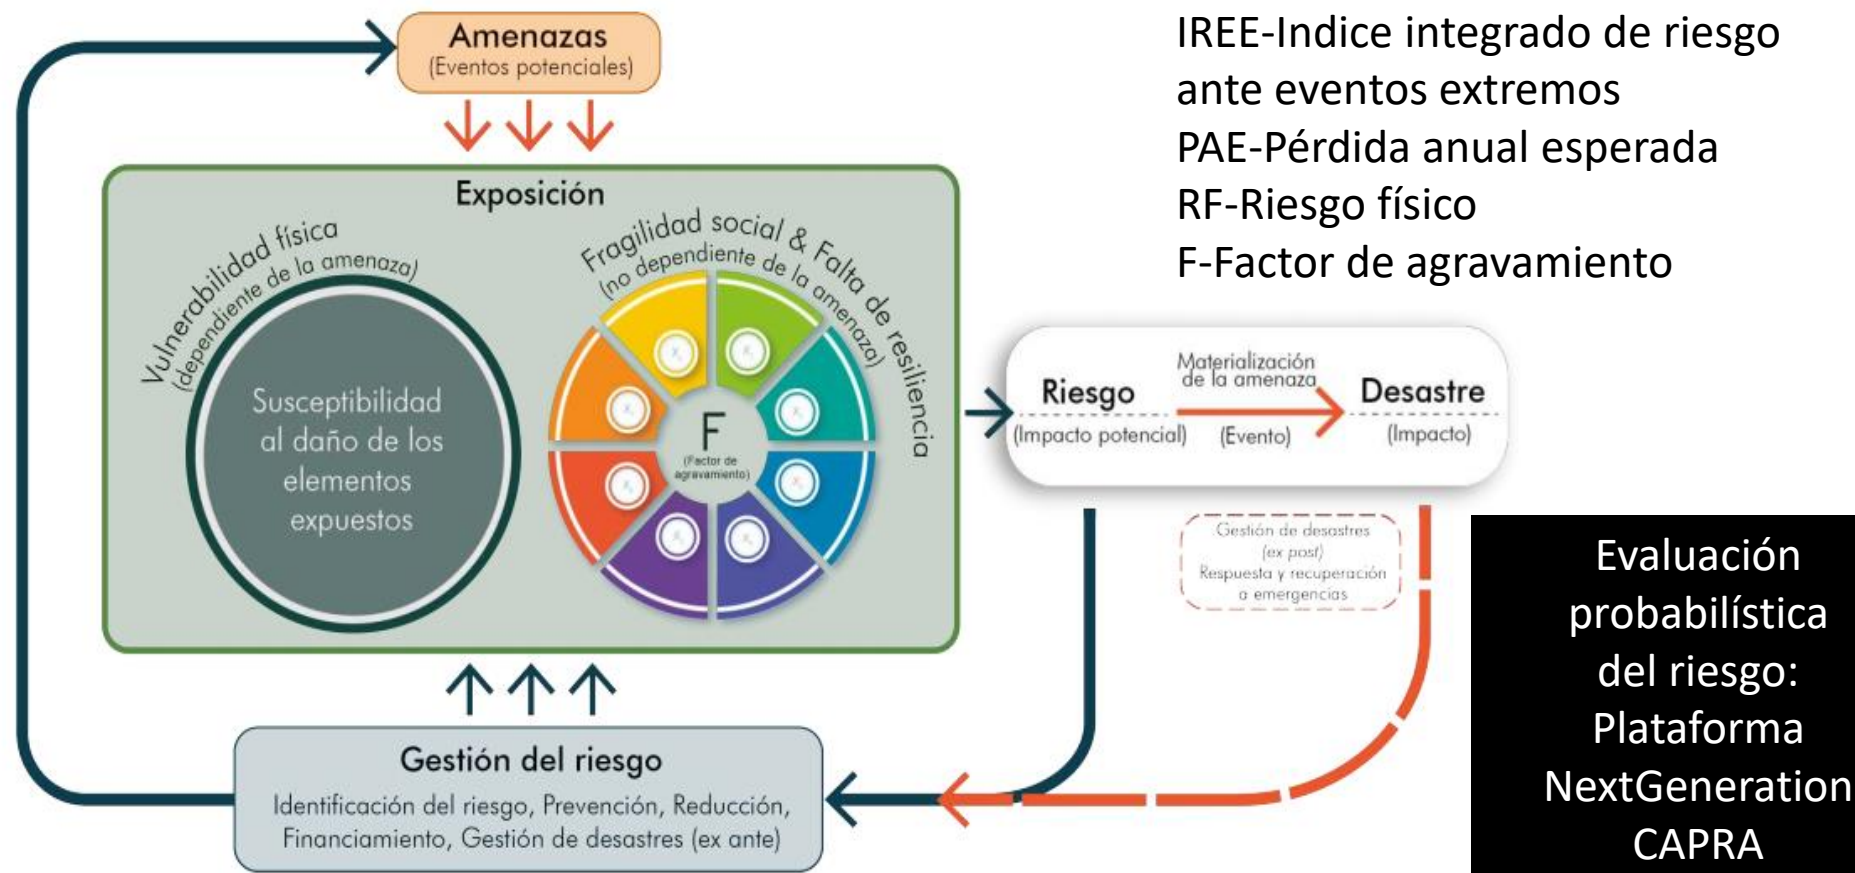 Amenazas
(Eventos potenciales)
IREE-Indice integrado de riesgo
ante eventos extremos
PAE-Pérdida anual esperada
RF-Riesgo físico
F-Factor de agravamiento
Exposición
Vulnerabilidad física
(dependiente de la amenaza)
Susceptibilidad
al daño de los
elementos
expuestos
Fragilidad social & Falta de resiliencia
(no dependiente de la amenaza)
F
(Factor de
agravamiento)
Riesgo
(Impacto potencial)
Materialización
de la amenaza
(Evento)
Desastre
(Impacto)
Gestión de desastres
(ex post)
Respuesta y recuperación
a emergencias
Gestión del riesgo
Identificación del riesgo, Prevención, Reducción,
Financiamiento, Gestión de desastres (ex ante)
Evaluación
probabilística
del riesgo:
Plataforma
NextGeneration
CAPRA